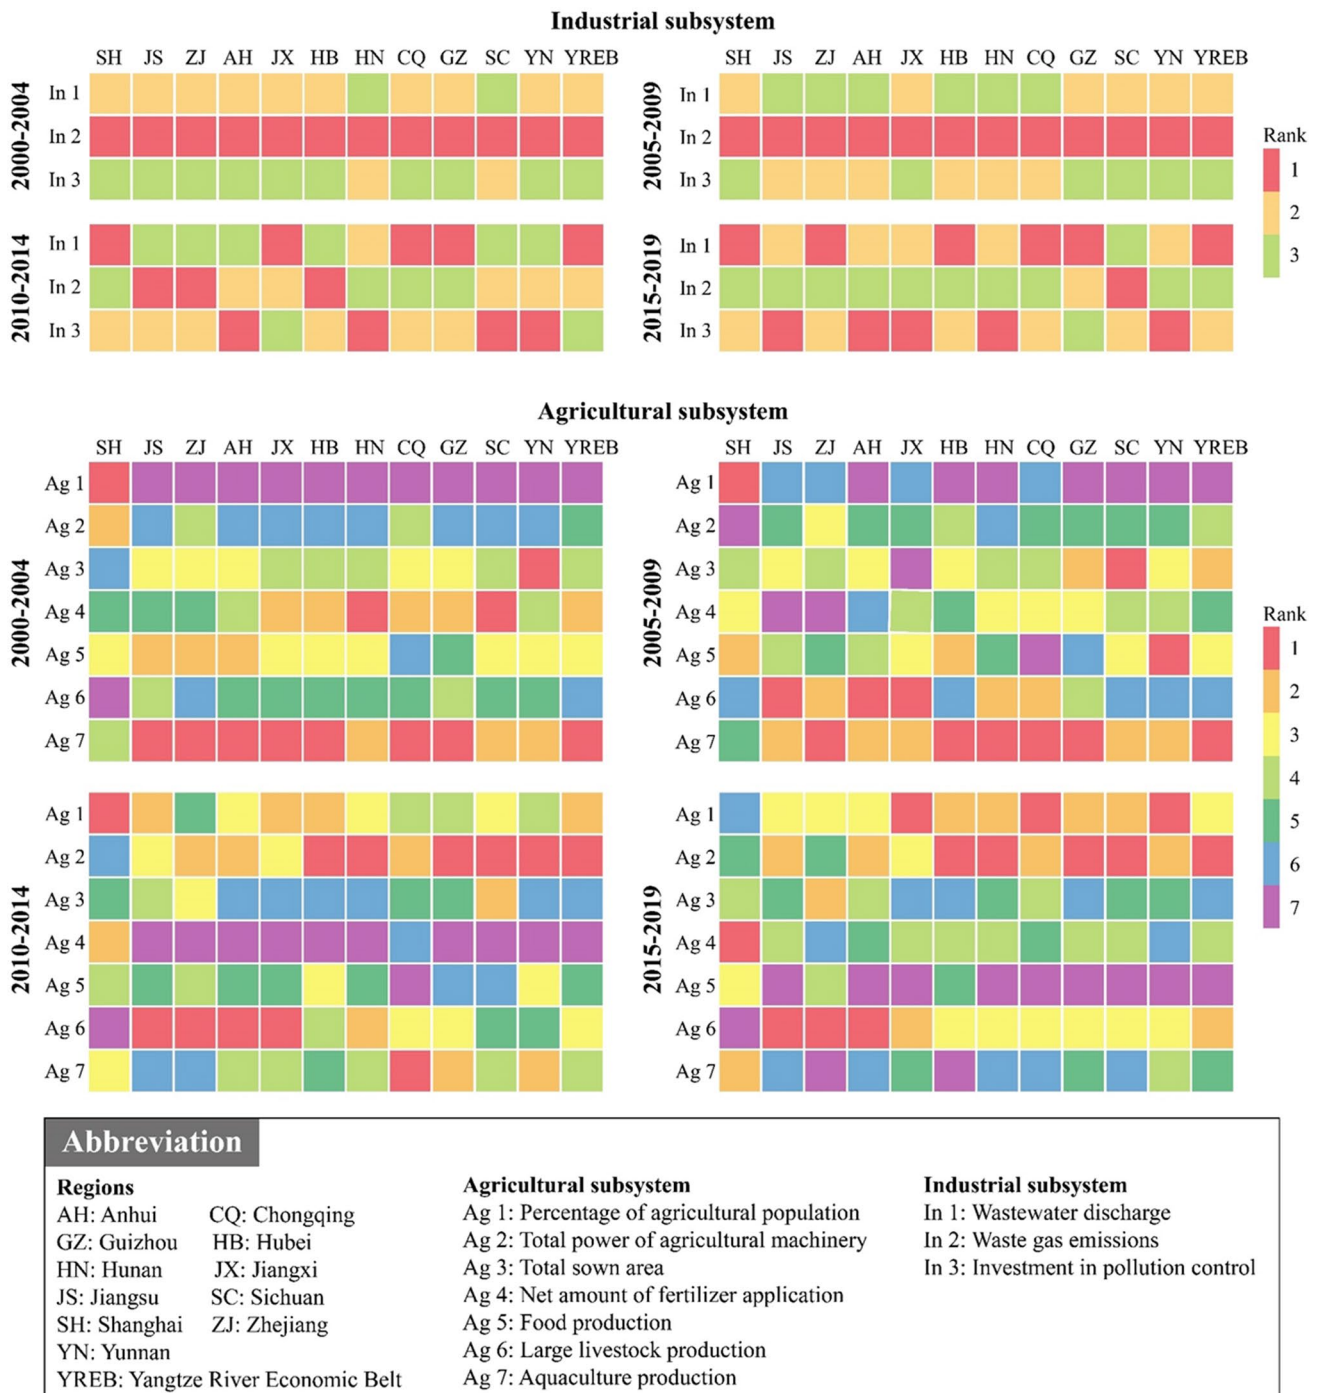 Industrial subsystem
SH JS ZJ AH JX HB HN CQ GZ SC YN YREB
SH JS ZJ AH JX HB HN CQ GZ SC YN YREB
2000-2004
In 1
In 2
In 3
2005-2009
In 1
In 2
In 3
Rank
1
2
3
2010-2014
In 1
In 2
In 3
2015-2019
In 1
In 2
In 3
Agricultural subsystem
SH JS ZJ AH JX HB HN CQ GZ SC YN YREB
SH JS ZJ AH JX HB HN CQ GZ SC YN YREB
2000-2004
Ag 1
Ag 2
Ag 3
Ag 4
Ag 5
Ag 6
Ag 7
2005-2009
Ag 1
Ag 2
Ag 3
Ag 4
Ag 5
Ag 6
Ag 7
Rank
1
2
3
4
5
6
7
2010-2014
Ag 1
Ag 2
Ag 3
Ag 4
Ag 5
Ag 6
Ag 7
2015-2019
Ag 1
Ag 2
Ag 3
Ag 4
Ag 5
Ag 6
Ag 7
Abbreviation
Regions
AH: Anhui CQ: Chongqing
GZ: Guizhou HB: Hubei
HN: Hunan JX: Jiangxi
JS: Jiangsu SC: Sichuan
SH: Shanghai ZJ: Zhejiang
YN: Yunnan
YREB: Yangtze River Economic Belt
Agricultural subsystem
Ag 1: Percentage of agricultural population
Ag 2: Total power of agricultural machinery
Ag 3: Total sown area
Ag 4: Net amount of fertilizer application
Ag 5: Food production
Ag 6: Large livestock production
Ag 7: Aquaculture production
Industrial subsystem
In 1: Wastewater discharge
In 2: Waste gas emissions
In 3: Investment in pollution control